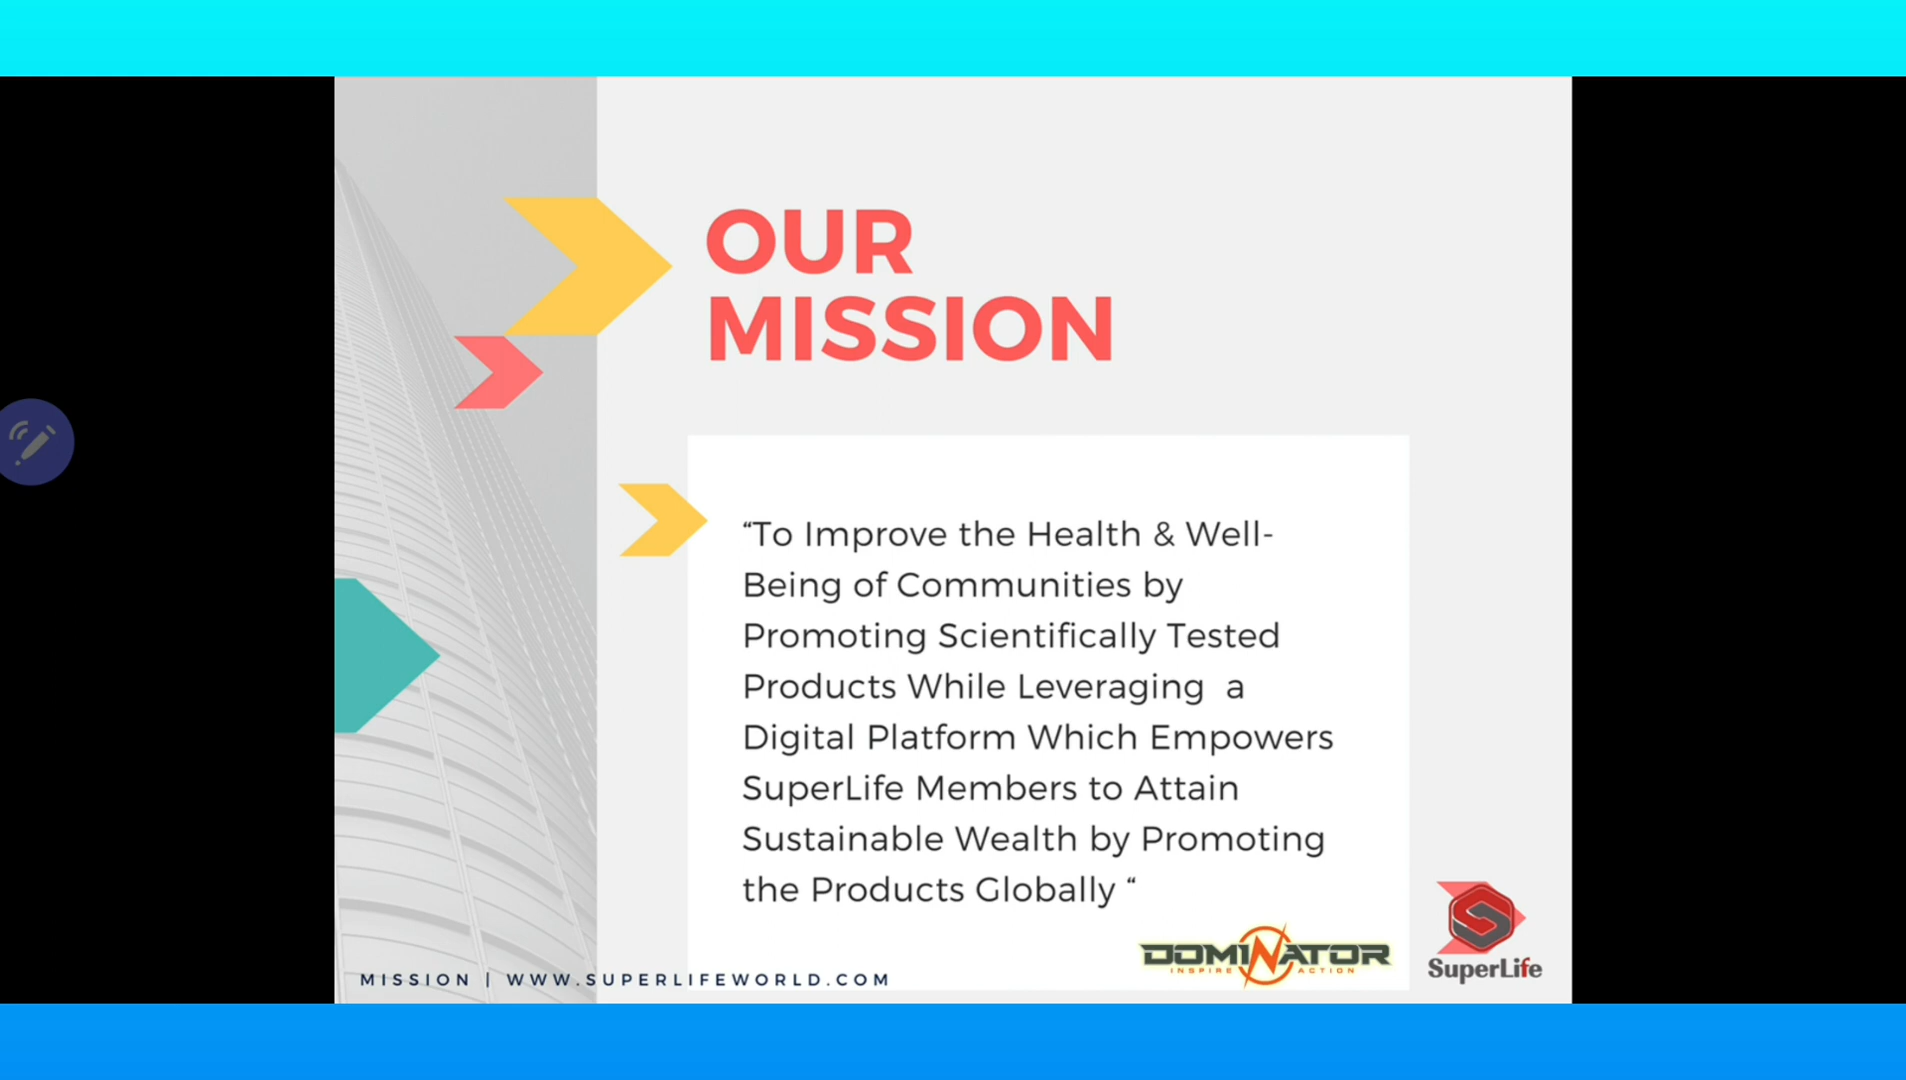 OUR
MISSION
“To Improve the Health & Well-
Being of Communities by
Promoting Scientifically Tested
Products While Leveraging a
Digital Platform Which Empowers
SuperLife Members to Attain
Sustainable Wealth by Promoting
the Products Globally “
DOMINATOR
INSPIRE ACTION
SuperLife
MISSION | WWW.SUPERLIFEWORLD.COM